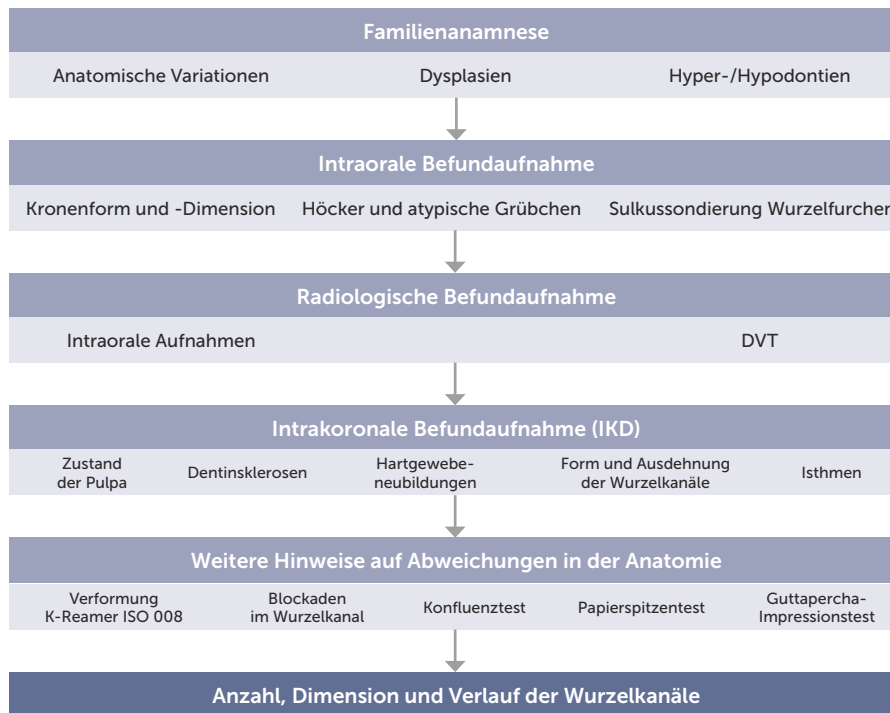 Familienanamnese
Anatomische Variationen Dysplasien Hyper-/Hypodontien
Intraorale Befundaufnahme
Kronenform und -Dimension Höcker und atypische Grübchen Sulkussondierung Wurzelfurchen
Radiologische Befundaufnahme
Intraorale Aufnahmen DVT
Intrakoronale Befundaufnahme (IKD)
Zustand
der Pulpa
Dentinsklerosen
Hartgewebe-
neubildungen
Form und Ausdehnung
der Wurzelkanäle
Isthmen
Weitere Hinweise auf Abweichungen in der Anatomie
Verformung
K-Reamer ISO 008
Blockaden
im Wurzelkanal
Konfluenztest
Papierspitzentest
Guttapercha-
Impressionstest
Anzahl, Dimension und Verlauf der Wurzelkanäle